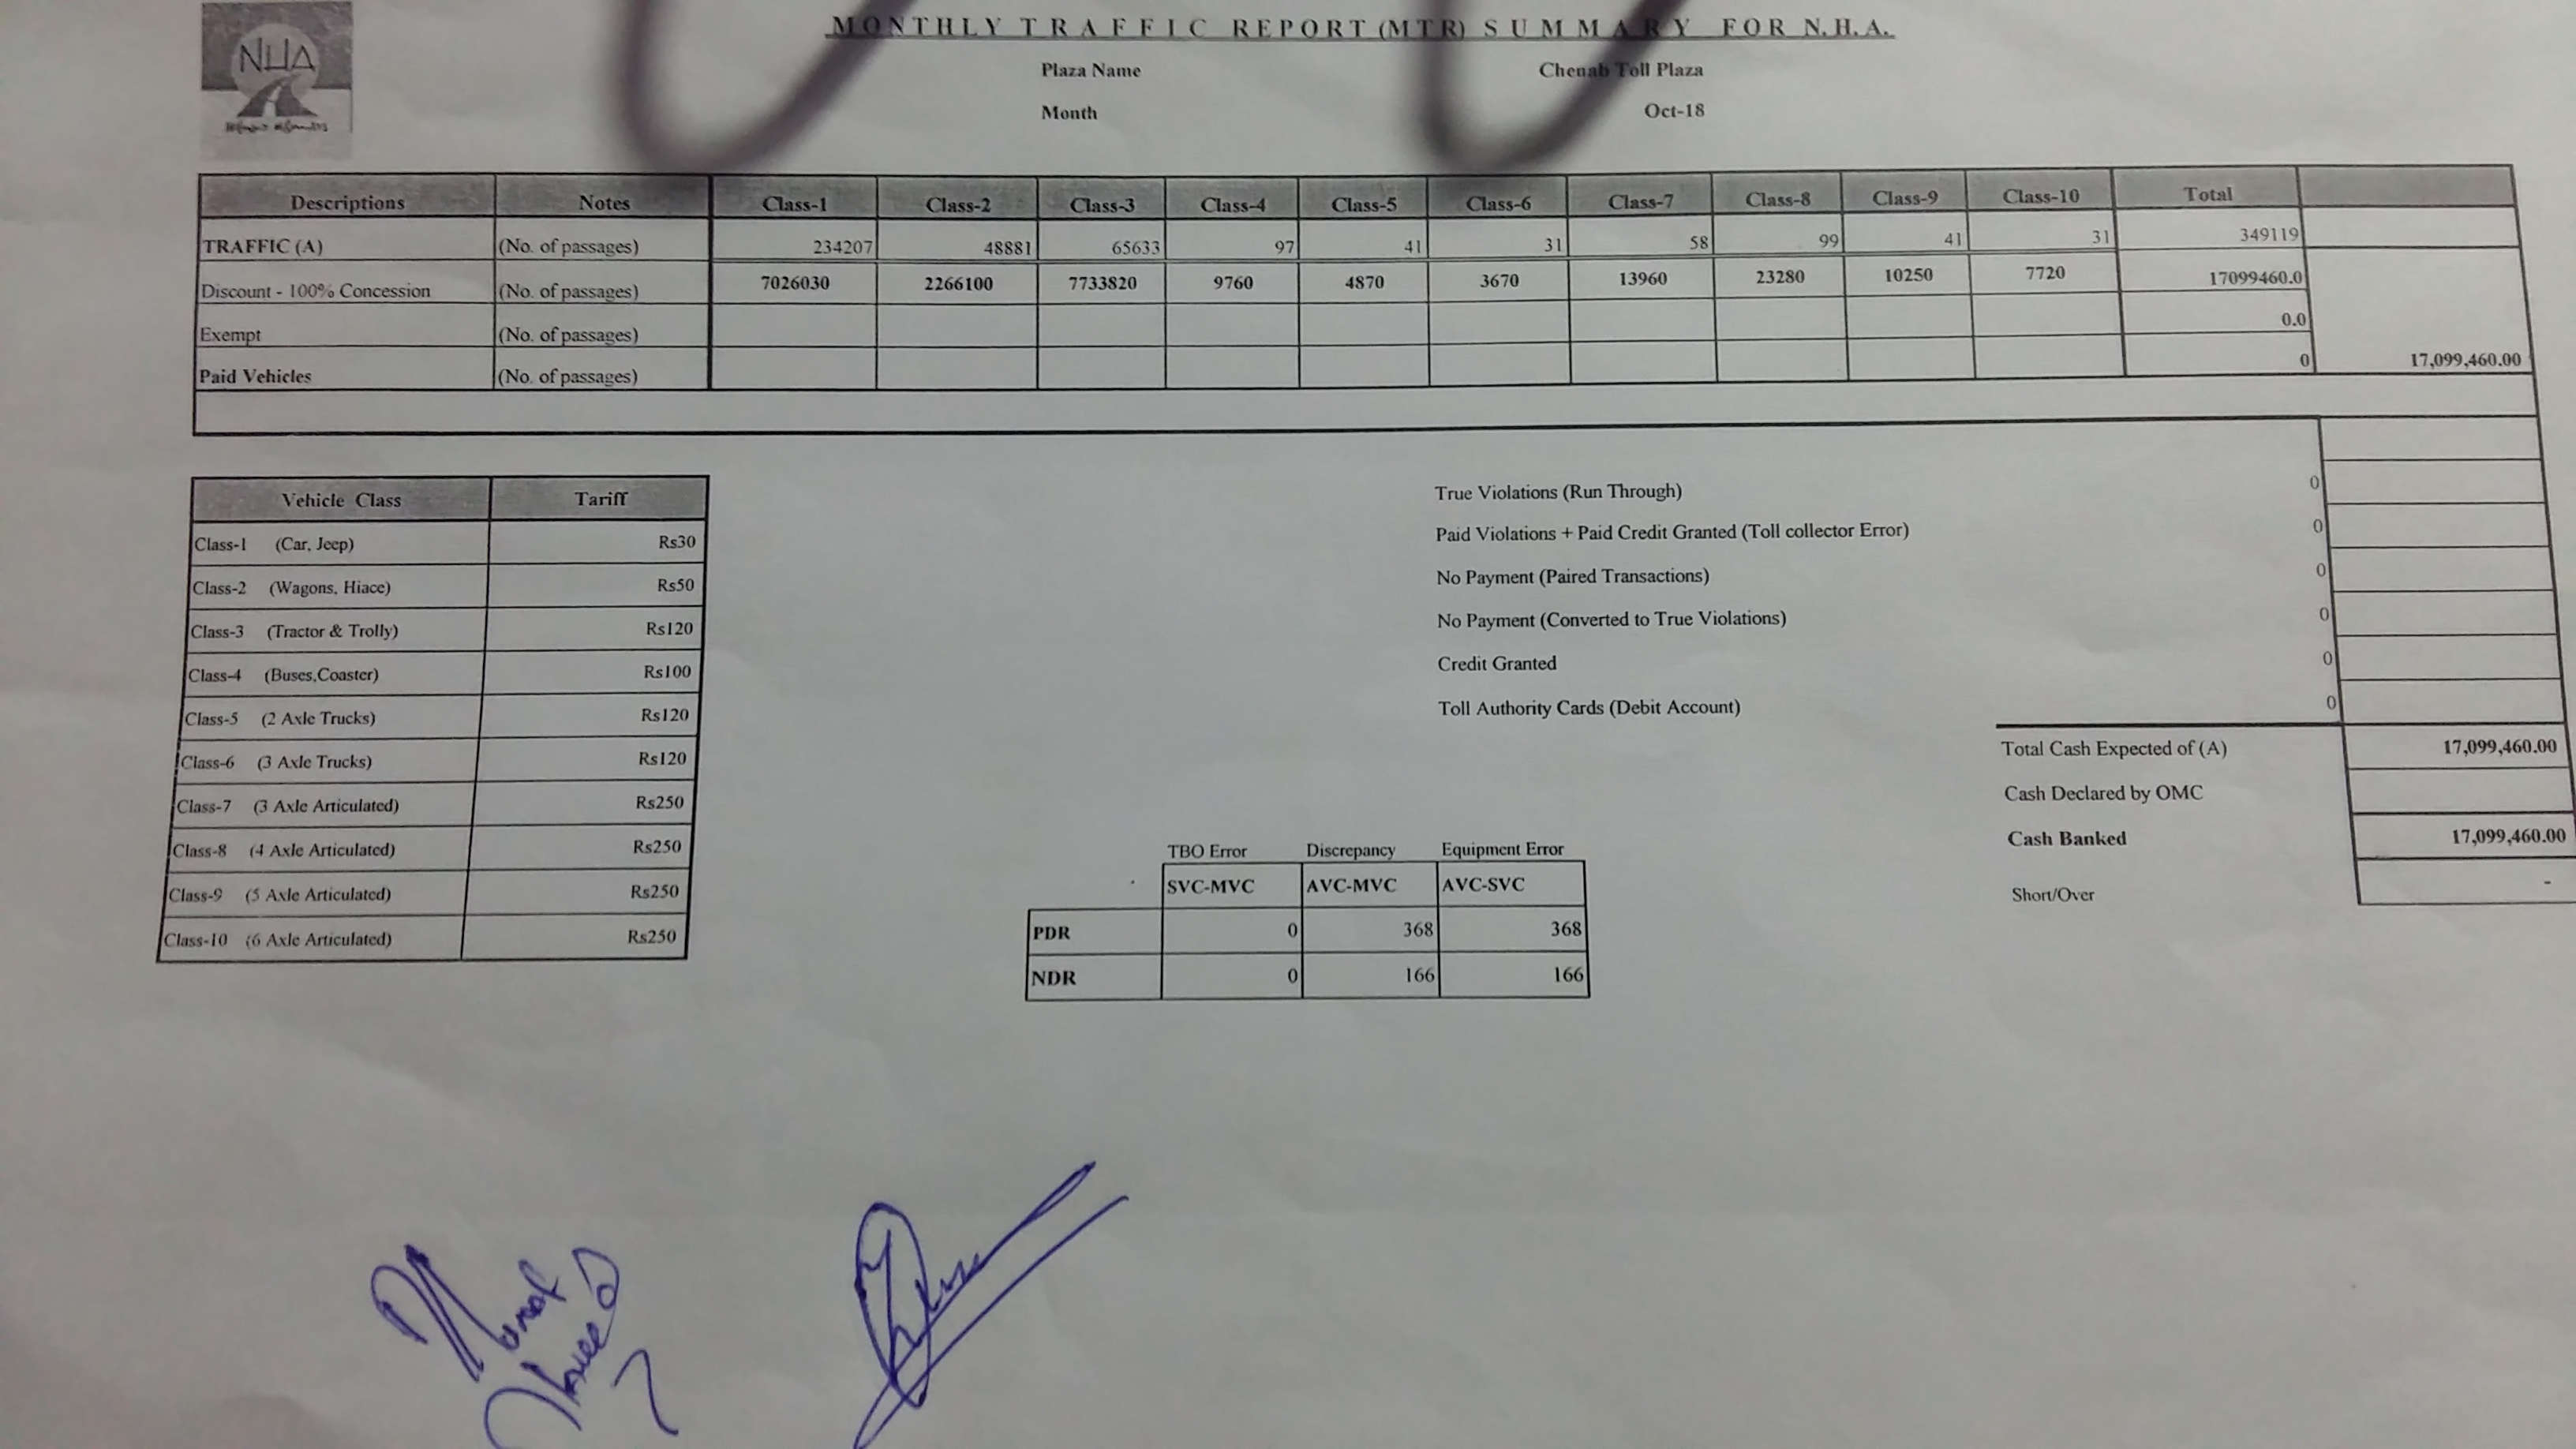 MONTHLY TRAFFIC REPORT (MTR) SUMMARY FOR N.H.A.
NHA
Plaza Name Chenab Toll Plaza
Month Oct-18
Descriptions Notes Class-1 Class-2 Class-3 Class-4 Class-5 Class-6 Class-7 Class-8 Class-9 Class-10 Total
TRAFFIC (A) (No. of passages) 234207 48881 65633 97 41 31 58 99 41 31 349119
Discount - 100% Concession (No. of passages) 7026030 2266100 7733820 9760 4870 3670 13960 23280 10250 7720 17099460.0
Exempt (No. of passages) 0.0
Paid Vehicles (No. of passages) 0 17,099,460.00
Vehicle Class Tariff
Class-1 (Car, Jeep) Rs30
Class-2 (Wagons, Hiace) Rs50
Class-3 (Tractor & Trolly) Rs120
Class-4 (Buses,Coaster) Rs100
Class-5 (2 Axle Trucks) Rs120
Class-6 (3 Axle Trucks) Rs120
Class-7 (3 Axle Articulated) Rs250
Class-8 (4 Axle Articulated) Rs250
Class-9 (5 Axle Articulated) Rs250
Class-10 (6 Axle Articulated) Rs250
True Violations (Run Through) 0
Paid Violations + Paid Credit Granted (Toll collector Error) 0
No Payment (Paired Transactions) 0
No Payment (Converted to True Violations) 0
Credit Granted 0
Toll Authority Cards (Debit Account) 0
Total Cash Expected of (A) 17,099,460.00
Cash Declared by OMC
Cash Banked 17,099,460.00
Short/Over -
TBO Error Discrepancy Equipment Error
SVC-MVC AVC-MVC AVC-SVC
PDR 0 368 368
NDR 0 166 166